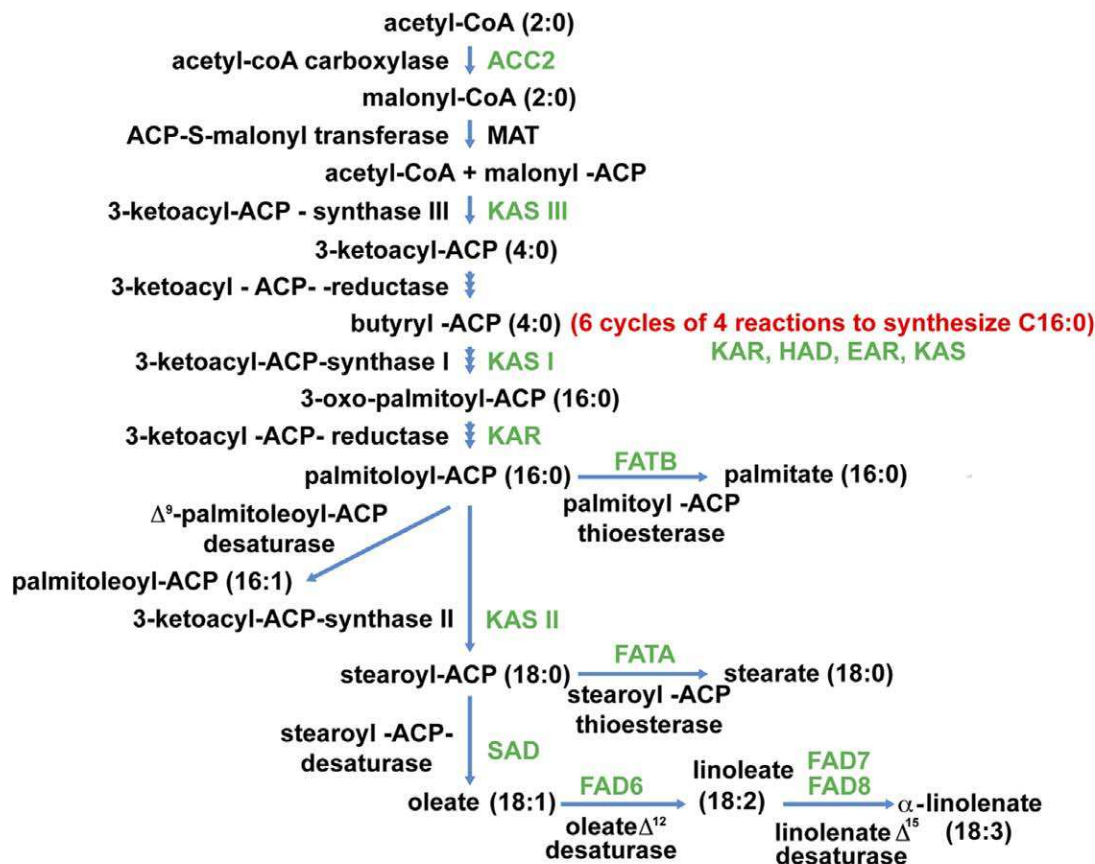 acetyl-CoA (2:0)
acetyl-coA carboxylase ACC2
malonyl-CoA (2:0)
ACP-S-malonyl transferase MAT
acetyl-CoA + malonyl -ACP
3-ketoacyl-ACP - synthase III KAS III
3-ketoacyl-ACP (4:0)
3-ketoacyl - ACP- -reductase
butyryl -ACP (4:0) (6 cycles of 4 reactions to synthesize C16:0)
KAR, HAD, EAR, KAS
3-ketoacyl-ACP-synthase I KAS I
3-oxo-palmitoyl-ACP (16:0)
3-ketoacyl -ACP- reductase KAR
palmitoloyl-ACP (16:0) FATB palmitate (16:0)
palmitoyl -ACP
thioesterase
Δ⁹-palmitoleoyl-ACP
desaturase
palmitoleoyl-ACP (16:1)
3-ketoacyl-ACP-synthase II KAS II
stearoyl-ACP (18:0) FATA stearate (18:0)
stearoyl -ACP
thioesterase
stearoyl -ACP-
desaturase
SAD
oleate (18:1) FAD6 linoleate
(18:2)
FAD7
FAD8
α-linolenate
(18:3)
oleate Δ¹²
desaturase
linolenate Δ¹⁵
desaturase